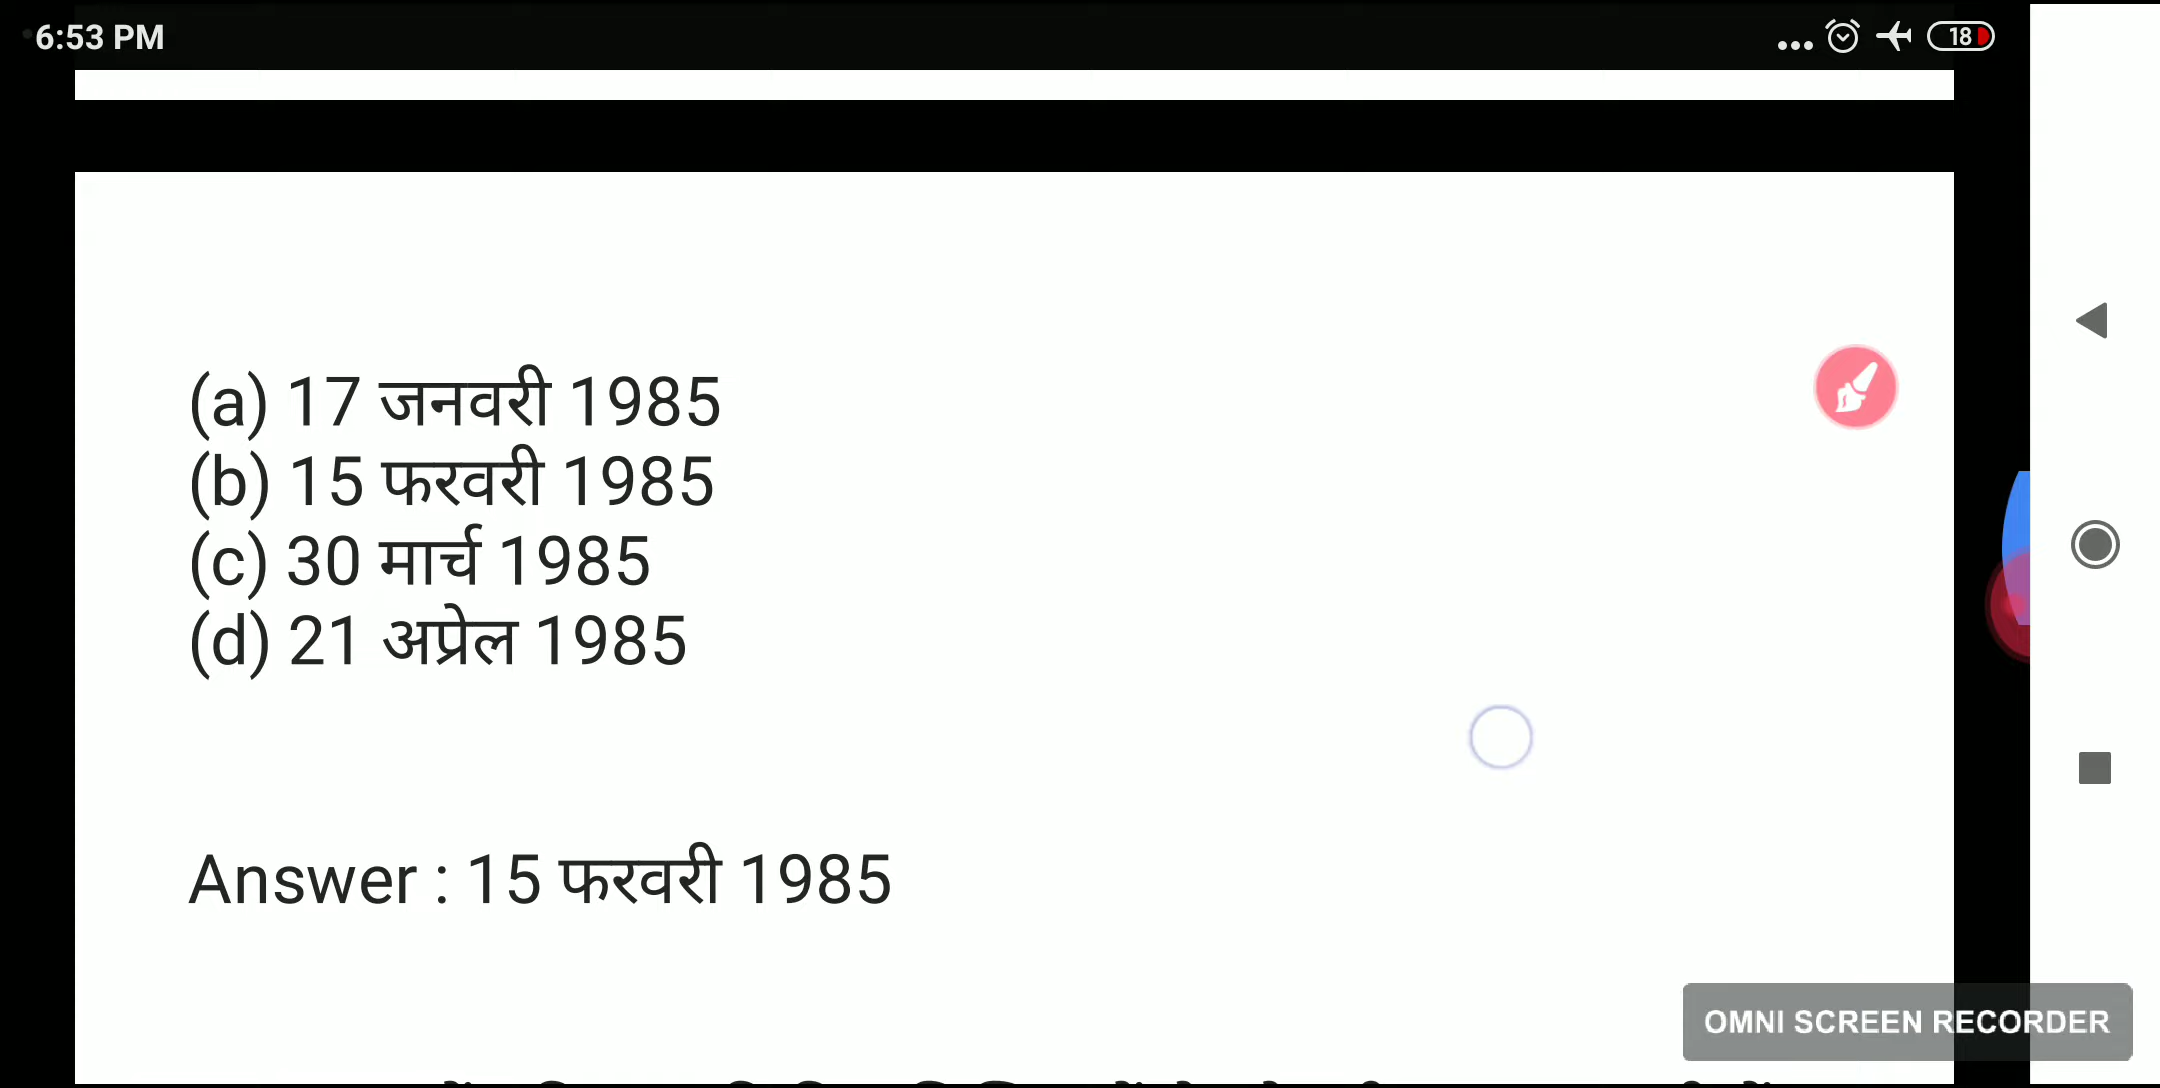 6:53 PM
18
(a) 17 जनवरी 1985
(b) 15 फरवरी 1985
(c) 30 मार्च 1985
(d) 21 अप्रेल 1985
Answer : 15 फरवरी 1985
OMNI SCREEN RECORDER